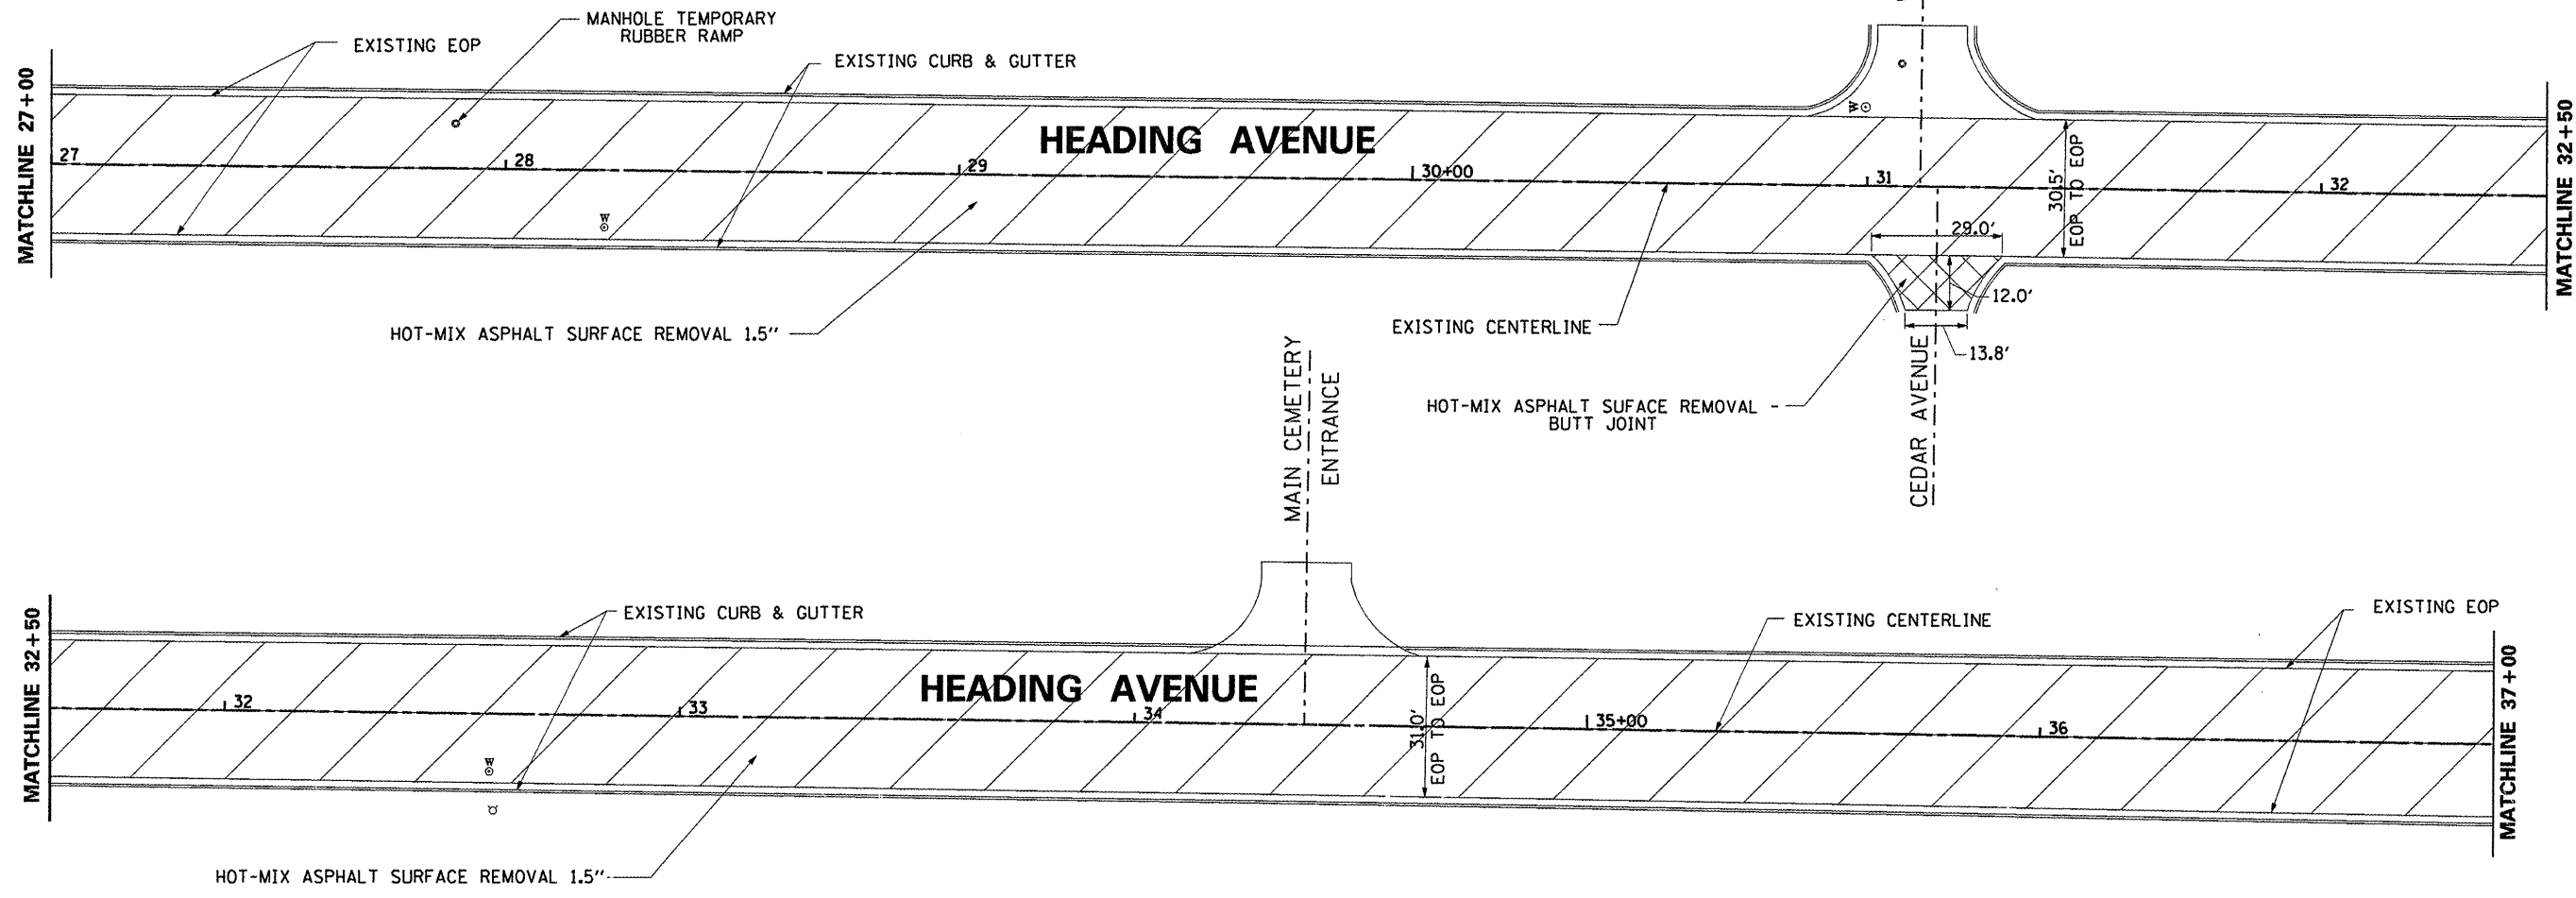 MANHOLE TEMPORARY
RUBBER RAMP
EXISTING EOP
EXISTING CURB & GUTTER
MATCHLINE 27+00
27
28
29
30+00
31
32
HEADING AVENUE
W
W
30.5'
EOP TO EOP
29.0'
12.0'
13.8'
MATCHLINE 32+50
HOT-MIX ASPHALT SURFACE REMOVAL 1.5"
EXISTING CENTERLINE
HOT-MIX ASPHALT SUFACE REMOVAL -
BUTT JOINT
CEDAR AVENUE
MAIN CEMETERY
ENTRANCE
MATCHLINE 32+50
EXISTING CURB & GUTTER
EXISTING CENTERLINE
EXISTING EOP
HEADING AVENUE
32
33
34
35+00
36
W
31.0'
EOP TO EOP
MATCHLINE 37+00
HOT-MIX ASPHALT SURFACE REMOVAL 1.5"